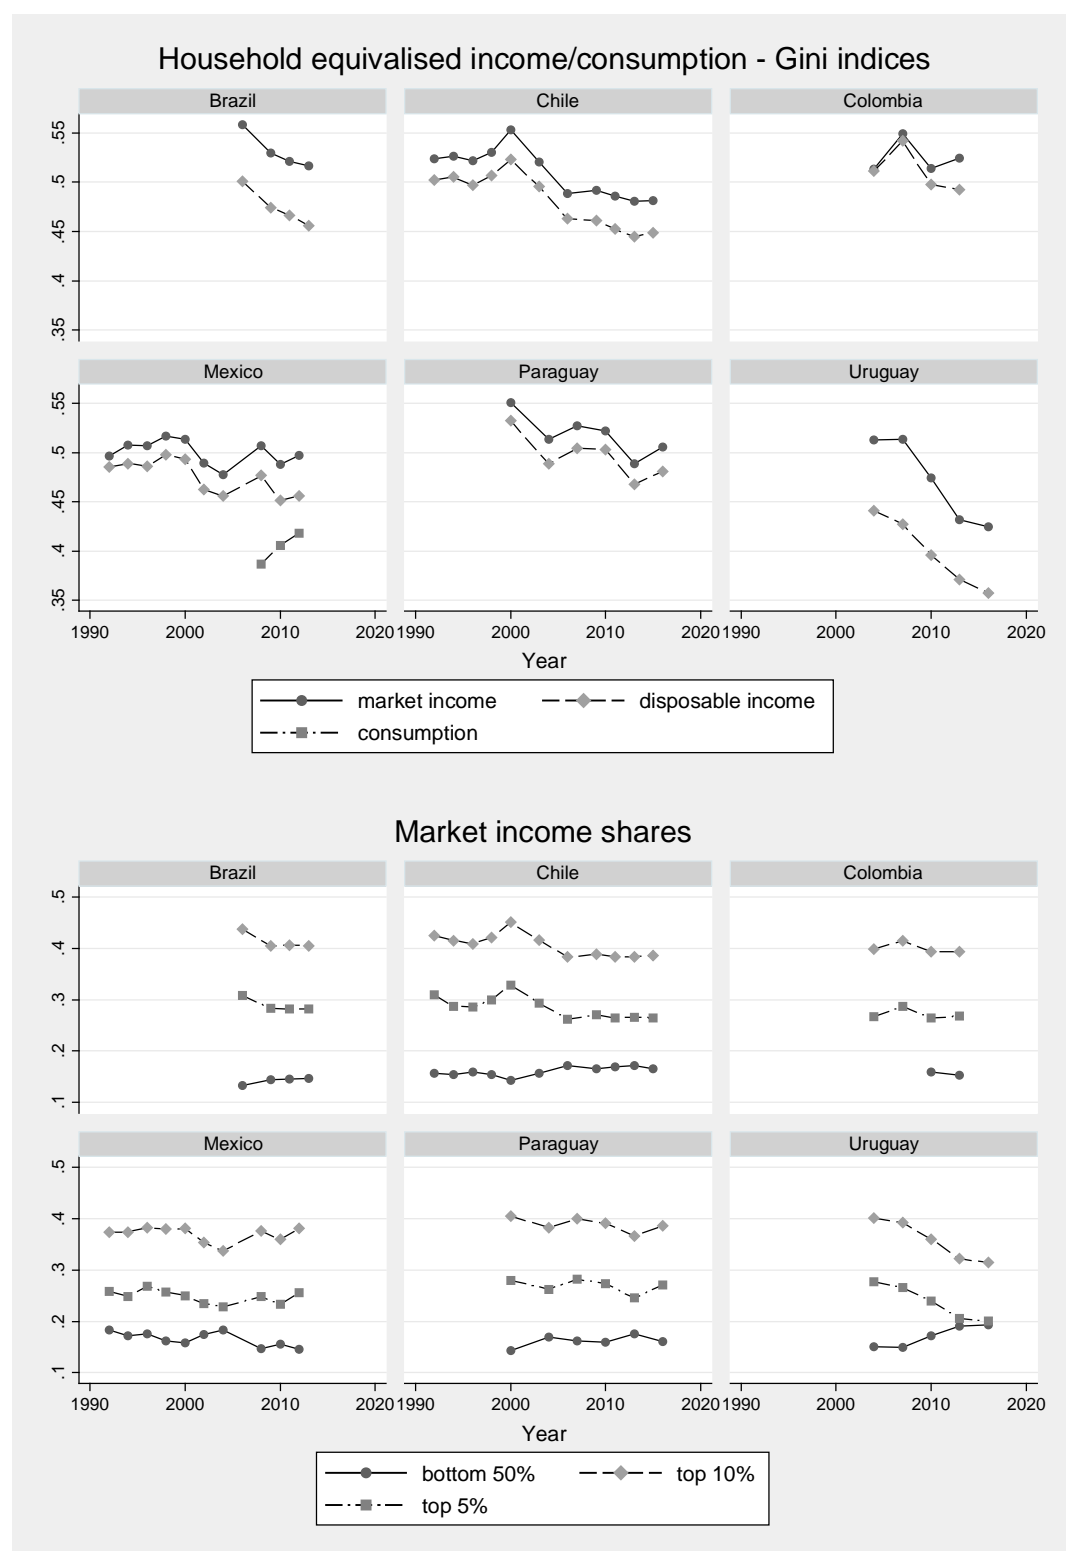 Household equivalised income/consumption - Gini indices
Brazil Chile Colombia
.55
.5
.45
.4
.35
Mexico Paraguay Uruguay
.55
.5
.45
.4
.35
1990 2000 2010 2020 1990 2000 2010 2020 1990 2000 2010 2020
Year
market income disposable income
consumption
Market income shares
Brazil Chile Colombia
.5
.4
.3
.2
.1
Mexico Paraguay Uruguay
.5
.4
.3
.2
.1
1990 2000 2010 2020 1990 2000 2010 2020 1990 2000 2010 2020
Year
bottom 50% top 10%
top 5%